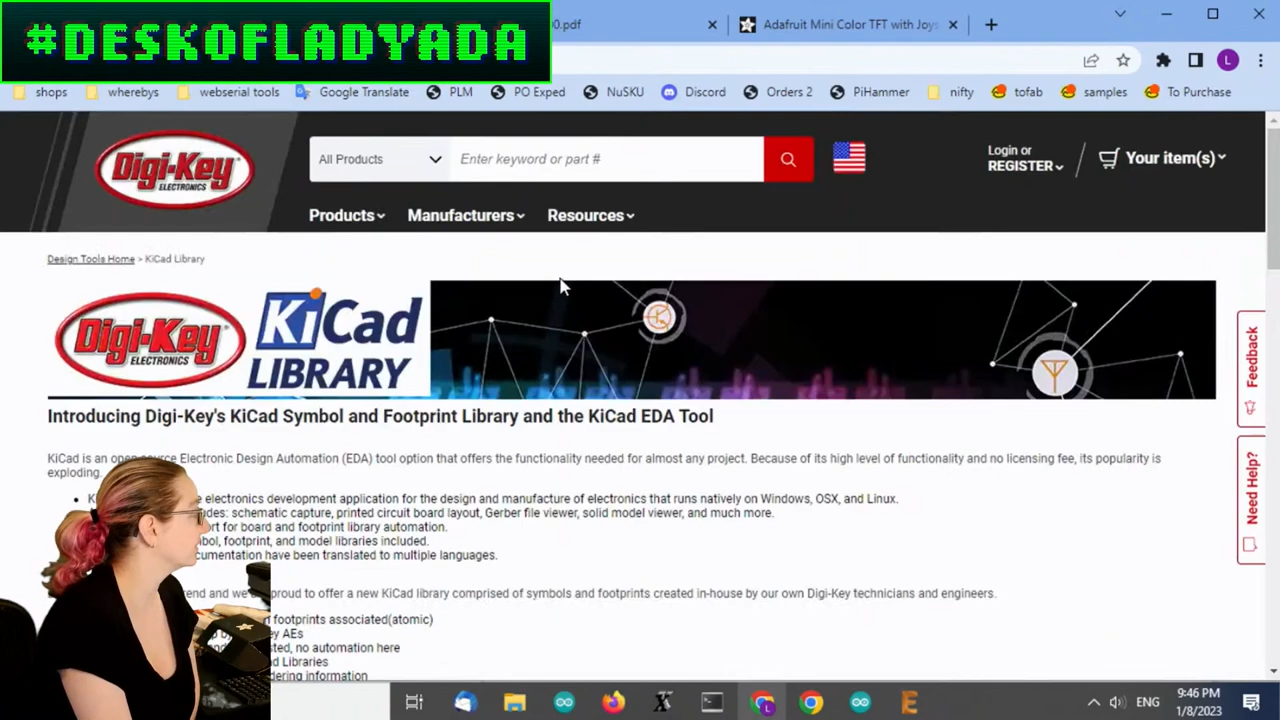 #DESKOFLADYADA
0.pdf
Adafruit Mini Color TFT with Joys
L
shops
whereby
webserial tools
Google Translate
PLM
PO Exped
NuSKU
Discord
Orders 2
PiHammer
nifty
tofab
samples
To Purchase
Digi-Key
ELECTRONICS
All Products
Enter keyword or part #
Login or
REGISTER
Your item(s)
Products
Manufacturers
Resources
Design Tools Home > KiCad Library
Digi-Key
ELECTRONICS
KiCad
LIBRARY
Feedback
Need Help?
Introducing Digi-Key's KiCad Symbol and Footprint Library and the KiCad EDA Tool
KiCad is an open source Electronic Design Automation (EDA) tool option that offers the functionality needed for almost any project. Because of its high level of functionality and no licensing fee, its popularity is
exploding.
electronics development application for the design and manufacture of electronics that runs natively on Windows, OSX, and Linux.
schematic capture, printed circuit board layout, Gerber file viewer, solid model viewer, and much more.
for board and footprint library automation.
footprint, and model libraries included.
have been translated to multiple languages.
and we proud to offer a new KiCad library comprised of symbols and footprints created in-house by our own Digi-Key technicians and engineers.
footprints associated(atomic)
AEs
no automation here
Libraries
information
ENG
9:46 PM
1/8/2023